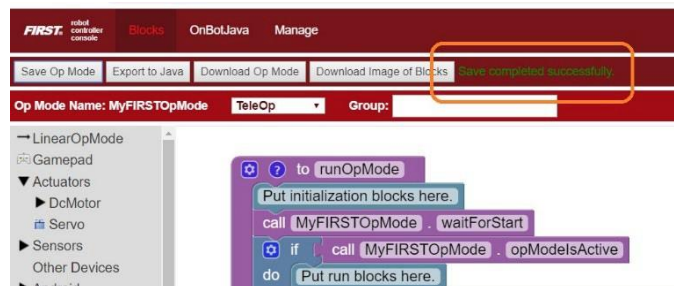 FIRST. robot controller console Blocks OnBotJava Manage
Save Op Mode Export to Java Download Op Mode Download Image of Blocks Save completed successfully.
Op Mode Name: MyFIRSTOpMode TeleOp Group:
LinearOpMode
Gamepad
Actuators
DcMotor
Servo
Sensors
Other Devices
to runOpMode
Put initialization blocks here.
call MyFIRSTOpMode . waitForStart
if call MyFIRSTOpMode . opModeIsActive
do Put run blocks here.